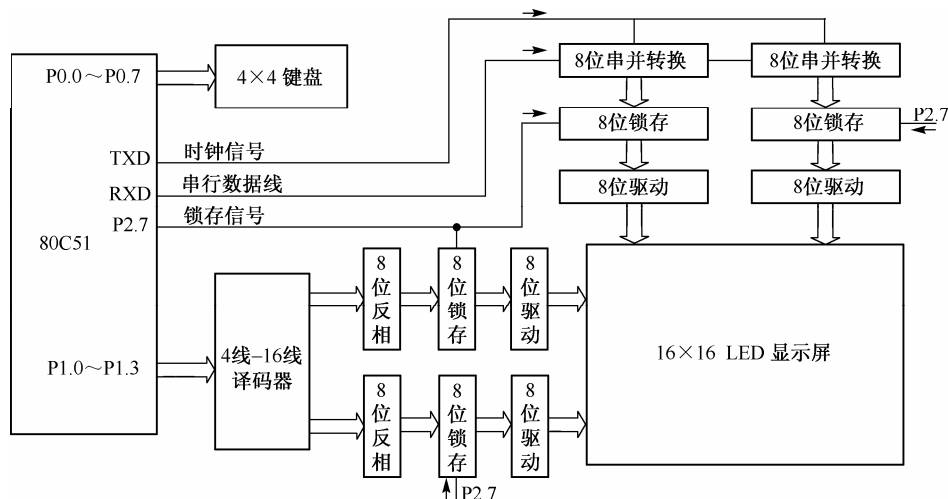 P0.0～P0.7
4×4 键盘
8位串并转换
8位串并转换
8位锁存
8位锁存
P2.7
TXD
时钟信号
RXD
串行数据线
8位驱动
8位驱动
P2.7
锁存信号
80C51
8位反相
8位锁存
8位驱动
4线–16线
译码器
16×16 LED 显示屏
P1.0～P1.3
8位反相
8位锁存
8位驱动
P2.7